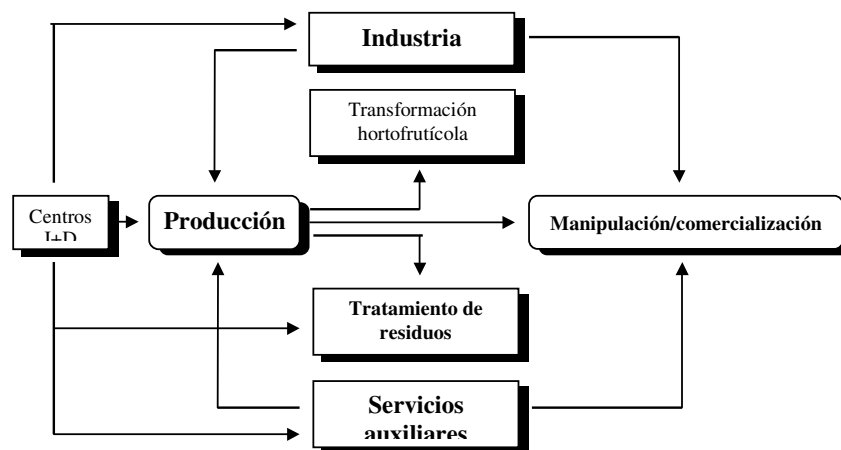 Industria
Transformación
hortofrutícola
Centros
I+D
Producción
Manipulación/comercialización
Tratamiento de
residuos
Servicios
auxiliares